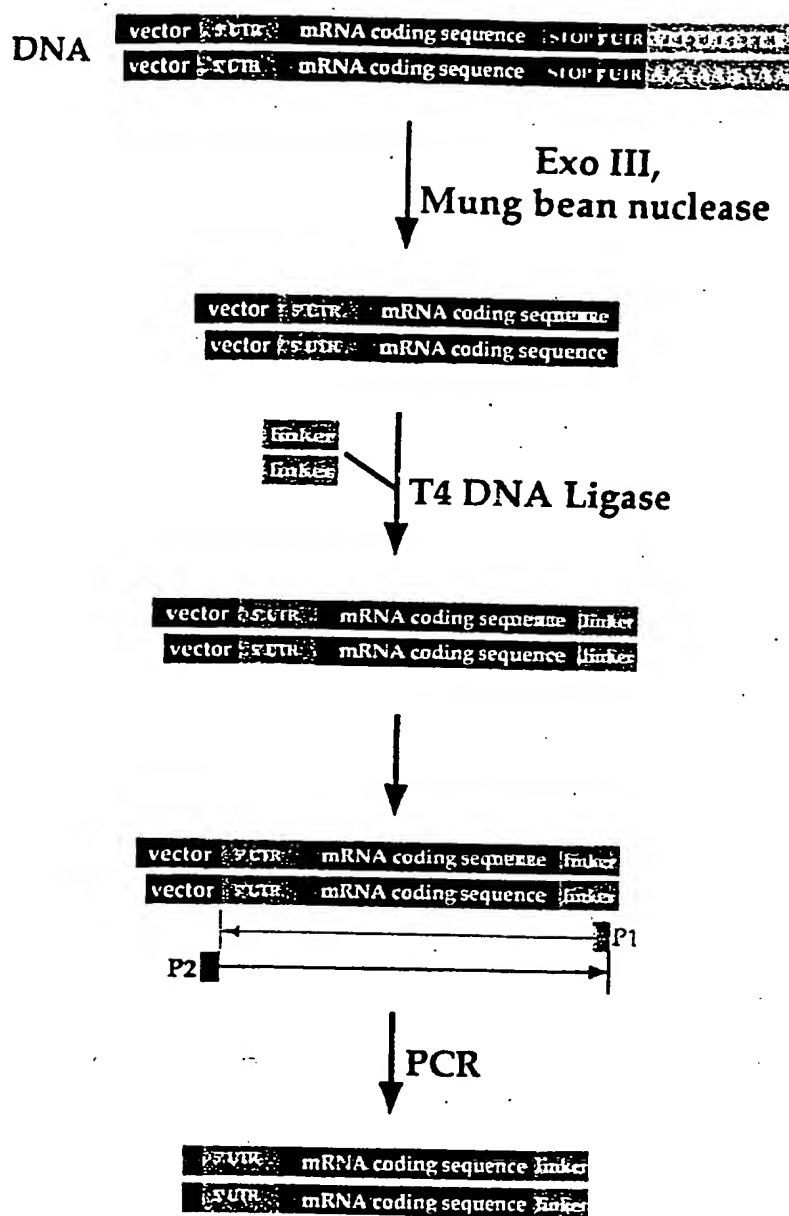 DNA
vector 5'UTR mRNA coding sequence STOP 3'UTR
vector 5'UTR mRNA coding sequence STOP 3'UTR
Exo III,
Mung bean nuclease
vector 5'UTR mRNA coding sequence
vector 5'UTR mRNA coding sequence
linker
linker
T4 DNA Ligase
vector 5'UTR mRNA coding sequence linker
vector 5'UTR mRNA coding sequence linker
vector 5'UTR mRNA coding sequence linker
vector 5'UTR mRNA coding sequence linker
P1
P2
PCR
5'UTR mRNA coding sequence linker
5'UTR mRNA coding sequence linker